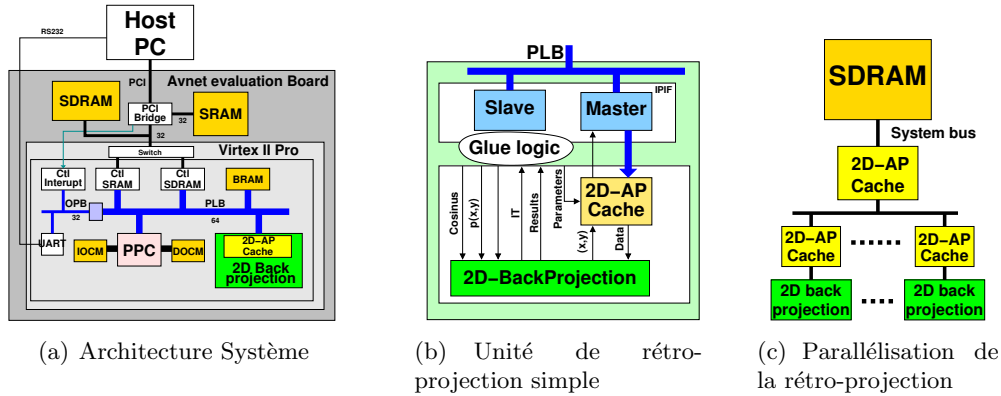 Host
PC
RS232
PCI
Avnet evaluation Board
SDRAM
PCI
Bridge
32
SRAM
32
Virtex II Pro
Switch
Ctl
Interupt
Ctl
SRAM
Ctl
SDRAM
BRAM
OPB
32
PLB
64
UART
IOCM
PPC
DOCM
2D-AP
Cache
2D Back
projection
(a) Architecture Système
PLB
IPIF
Slave
Master
Glue logic
Cosinus
p(x,y)
IT
Results
Parameters
2D-AP
Cache
(x,y)
Data
2D-BackProjection
(b) Unité de rétro-
projection simple
SDRAM
System bus
2D-AP
Cache
2D-AP
Cache
2D-AP
Cache
2D back
projection
2D back
projection
(c) Parallélisation de
la rétro-projection